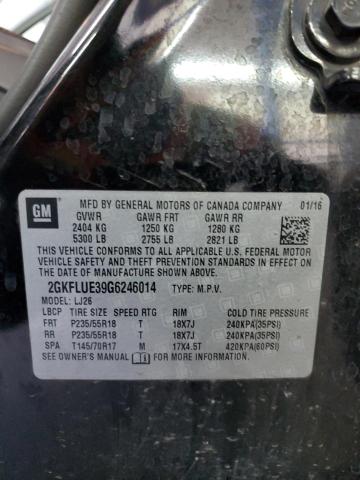 GM
MFD BY GENERAL MOTORS OF CANADA COMPANY 01/16
GVWR GAWR FRT GAWR RR
2404 KG 1250 KG 1280 KG
5300 LB 2755 LB 2821 LB
THIS VEHICLE CONFORMS TO ALL APPLICABLE U.S. FEDERAL
MOTOR VEHICLE SAFETY AND THEFT PREVENTION STANDARDS IN
EFFECT ON THE DATE OF MANUFACTURE SHOWN ABOVE.
2GKFLUE39G6246014 TYPE: M.P.V.
MODEL: LJ26
LBCP TIRE SIZE SPEED RTG RIM COLD TIRE PRESSURE
FRT P235/55R18 T 18X7J 240KPA(35PSI)
RR P235/55R18 T 18X7J 240KPA(35PSI)
SPA T145/70R17 M 17X4.5T 420KPA(60PSI)
SEE OWNER'S MANUAL FOR MORE INFORMATION.